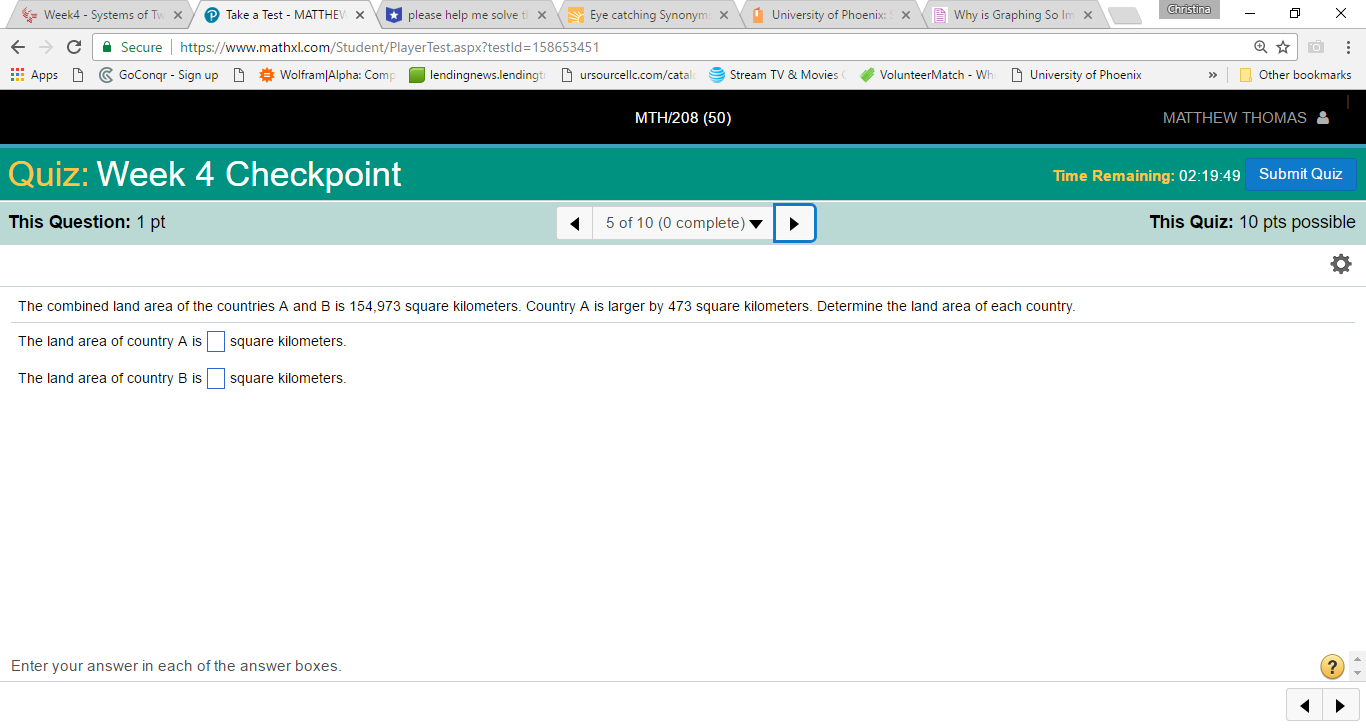 Christina
Week4 - Systems of Tw
Take a Test - MATTHEW
please help me solve t
Eye catching Synonym
University of Phoenix:
Why is Graphing So Im
Secure
https://www.mathxl.com/Student/PlayerTest.aspx?testId=158653451
Apps
GoConqr - Sign up
Wolfram|Alpha: Comp
lendingnews.lendingt
ursourcellc.com/catal
Stream TV & Movies
VolunteerMatch - Wh
University of Phoenix
»
Other bookmarks
MTH/208 (50)
MATTHEW THOMAS
Quiz: Week 4 Checkpoint
Time Remaining: 02:19:49
Submit Quiz
This Question: 1 pt
5 of 10 (0 complete)
This Quiz: 10 pts possible
The combined land area of the countries A and B is 154,973 square kilometers. Country A is larger by 473 square kilometers. Determine the land area of each country.
The land area of country A is square kilometers.
The land area of country B is square kilometers.
Enter your answer in each of the answer boxes.
?